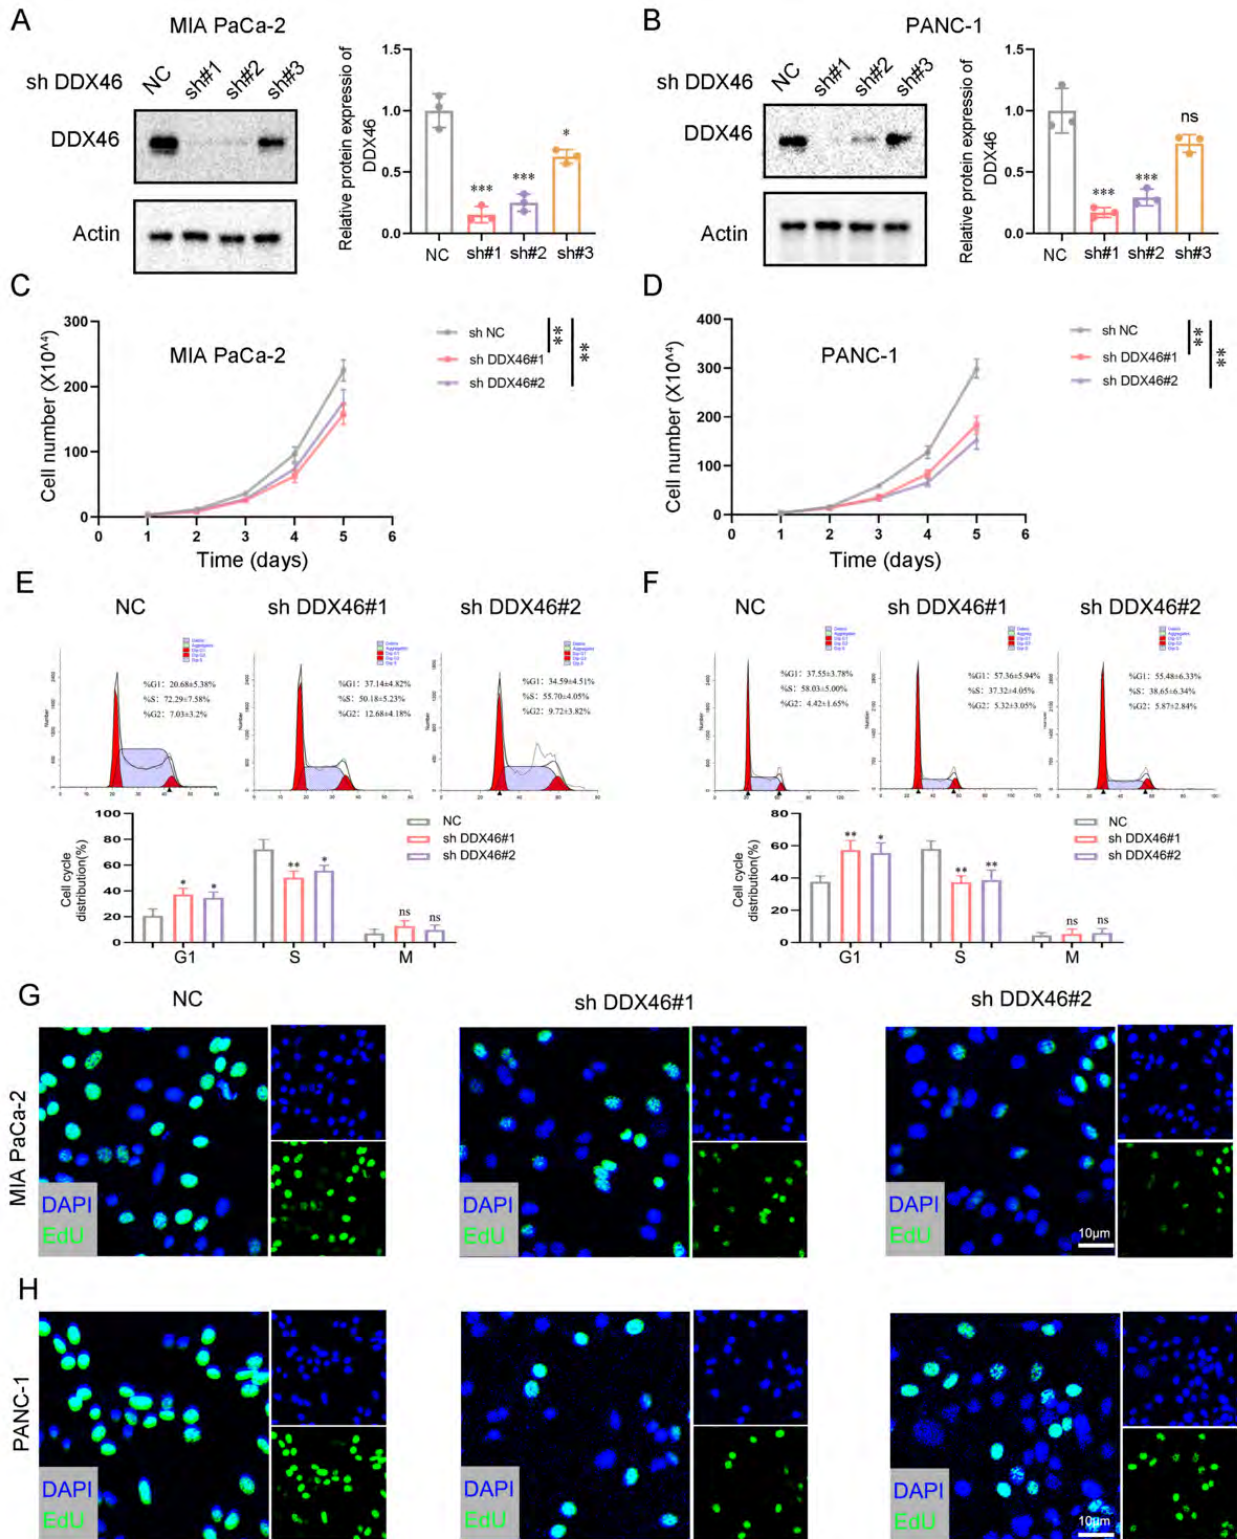 A
MIA PaCa-2
sh DDX46
NC
sh#1
sh#2
sh#3
DDX46
Actin
Relative protein expressio of
DDX46
1.5
1.0
0.5
0.0
***
***
*
NC
sh#1
sh#2
sh#3
B
PANC-1
sh DDX46
NC
sh#1
sh#2
sh#3
DDX46
Actin
Relative protein expressio of
DDX46
1.5
1.0
0.5
0.0
***
***
ns
NC
sh#1
sh#2
sh#3
C
Cell number (X10^4)
300
200
100
0
MIA PaCa-2
0 1 2 3 4 5 6
Time (days)
sh NC
sh DDX46#1
sh DDX46#2
**
**
D
Cell number (X10^4)
400
300
200
100
0
PANC-1
0 1 2 3 4 5 6
Time (days)
sh NC
sh DDX46#1
sh DDX46#2
**
**
E
NC
sh DDX46#1
sh DDX46#2
%G1: 20.68±5.38%
%S: 72.29±7.58%
%G2: 7.03±3.2%
%G1: 37.14±4.82%
%S: 50.18±5.23%
%G2: 12.68±4.18%
%G1: 34.59±4.51%
%S: 55.70±4.05%
%G2: 9.72±3.82%
Cell cycle
distribution(%)
100
80
60
40
20
0
* *
** *
ns ns
G1 S M
NC
sh DDX46#1
sh DDX46#2
F
NC
sh DDX46#1
sh DDX46#2
%G1: 37.55±3.78%
%S: 58.03±5.00%
%G2: 4.42±1.65%
%G1: 57.36±5.94%
%S: 37.32±4.05%
%G2: 5.32±3.05%
%G1: 55.48±6.33%
%S: 38.65±6.34%
%G2: 5.87±2.84%
Cell cycle
distribution(%)
80
60
40
20
0
** *
** **
ns ns
G1 S M
NC
sh DDX46#1
sh DDX46#2
G
NC
sh DDX46#1
sh DDX46#2
MIA PaCa-2
DAPI
EdU
DAPI
EdU
DAPI
EdU
10μm
H
PANC-1
DAPI
EdU
DAPI
EdU
DAPI
EdU
10μm